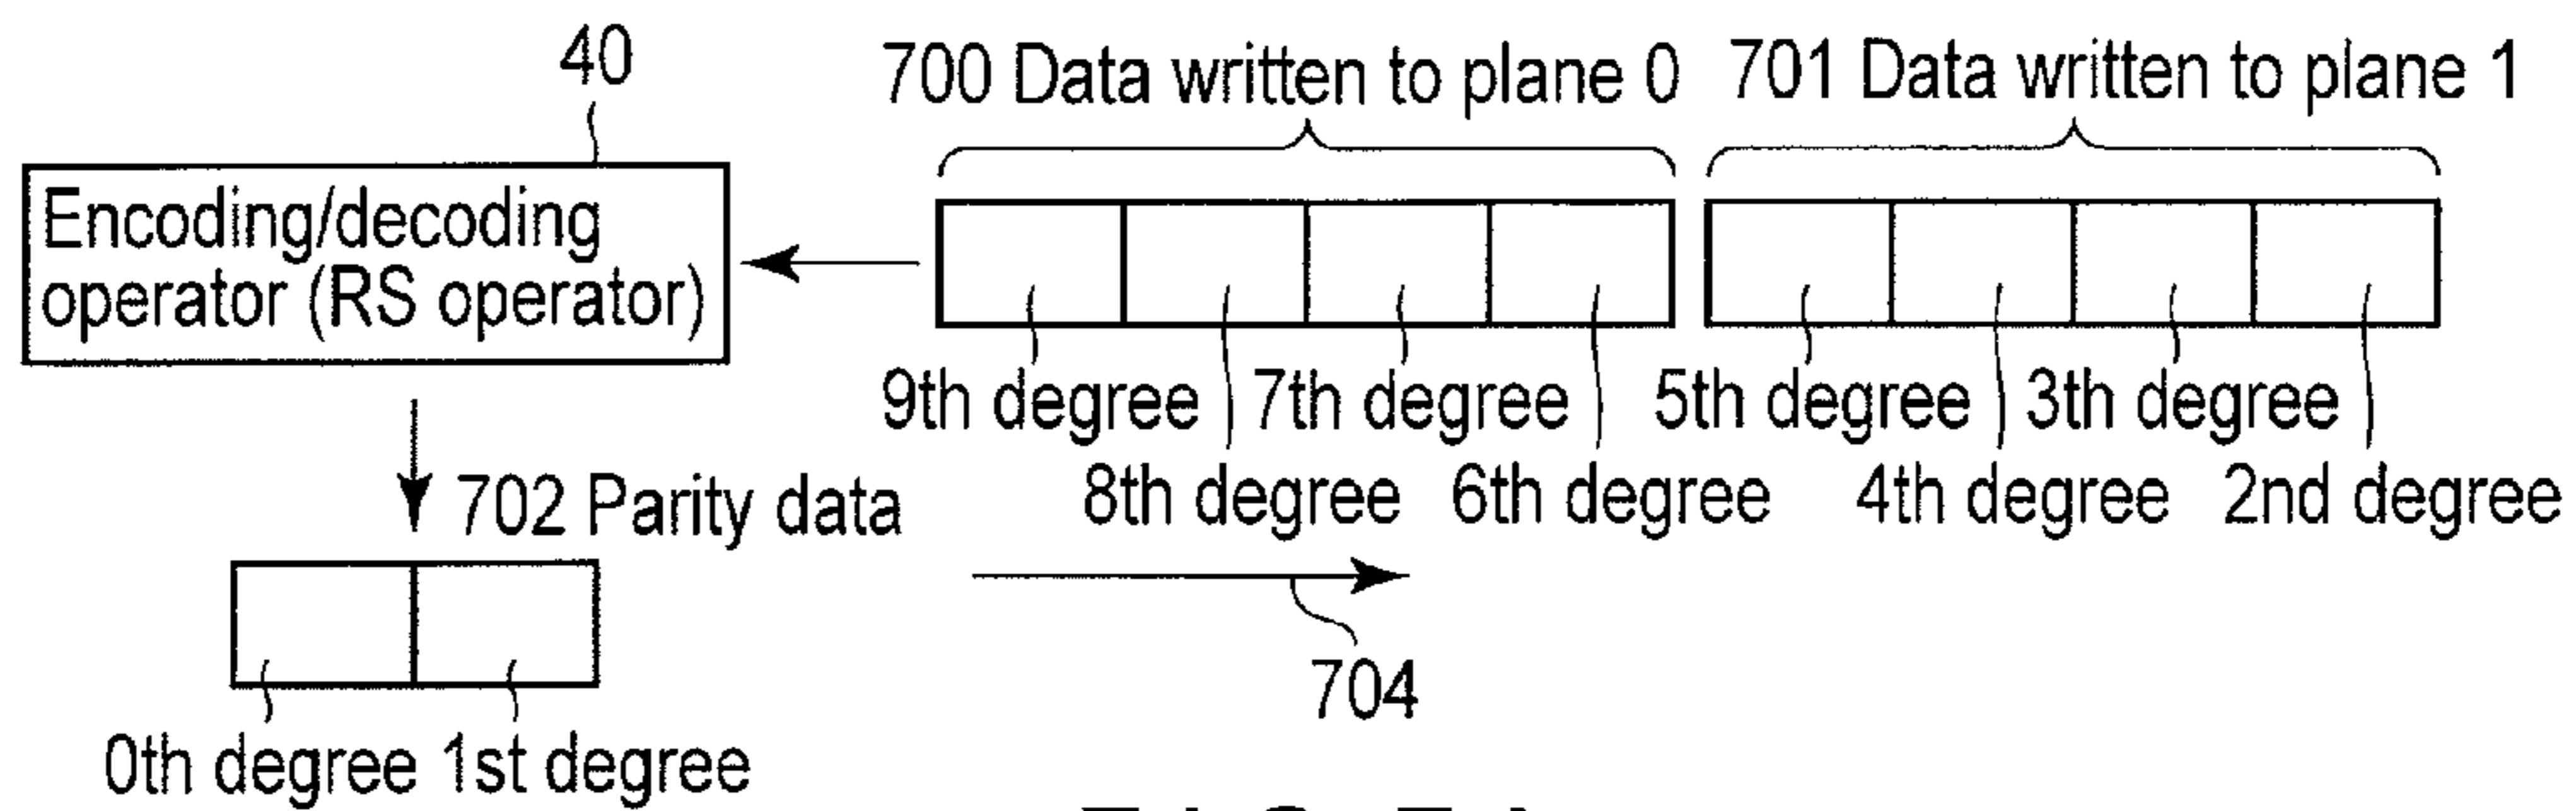 40
700 Data written to plane 0
701 Data written to plane 1
Encoding/decoding
operator (RS operator)
9th degree
7th degree
5th degree
3th degree
8th degree
6th degree
4th degree
2nd degree
702 Parity data
704
0th degree
1st degree